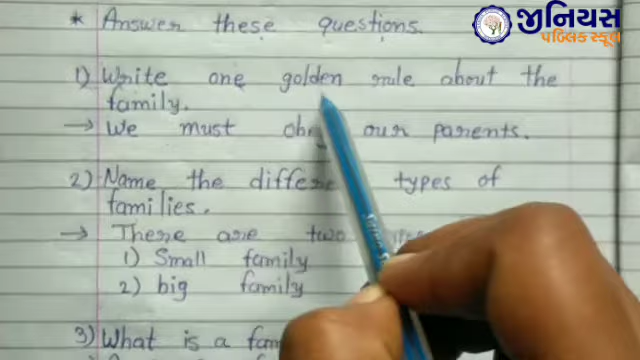 જીનિયસ
પબ્લિક સ્કૂલ
* Answer these questions.
1) Write one golden rule about the
family.
→ We must our parents.
2) Name the types of
families.
→ There are two
1) Small family
2) big family
3) What is a